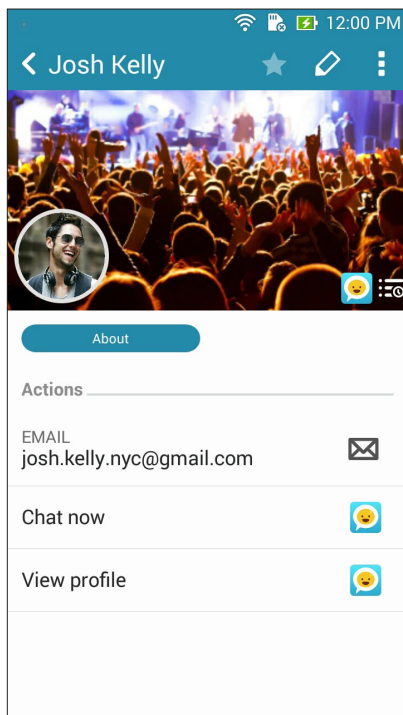 12:00 PM
Josh Kelly
About
Actions
EMAIL
josh.kelly.nyc@gmail.com
Chat now
View profile